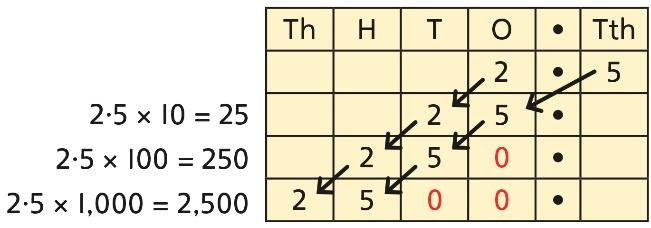 Th H T O • Tth
2 • 5
2·5 × 10 = 25 2 5 •
2·5 × 100 = 250 2 5 0 •
2·5 × 1,000 = 2,500 2 5 0 0 •